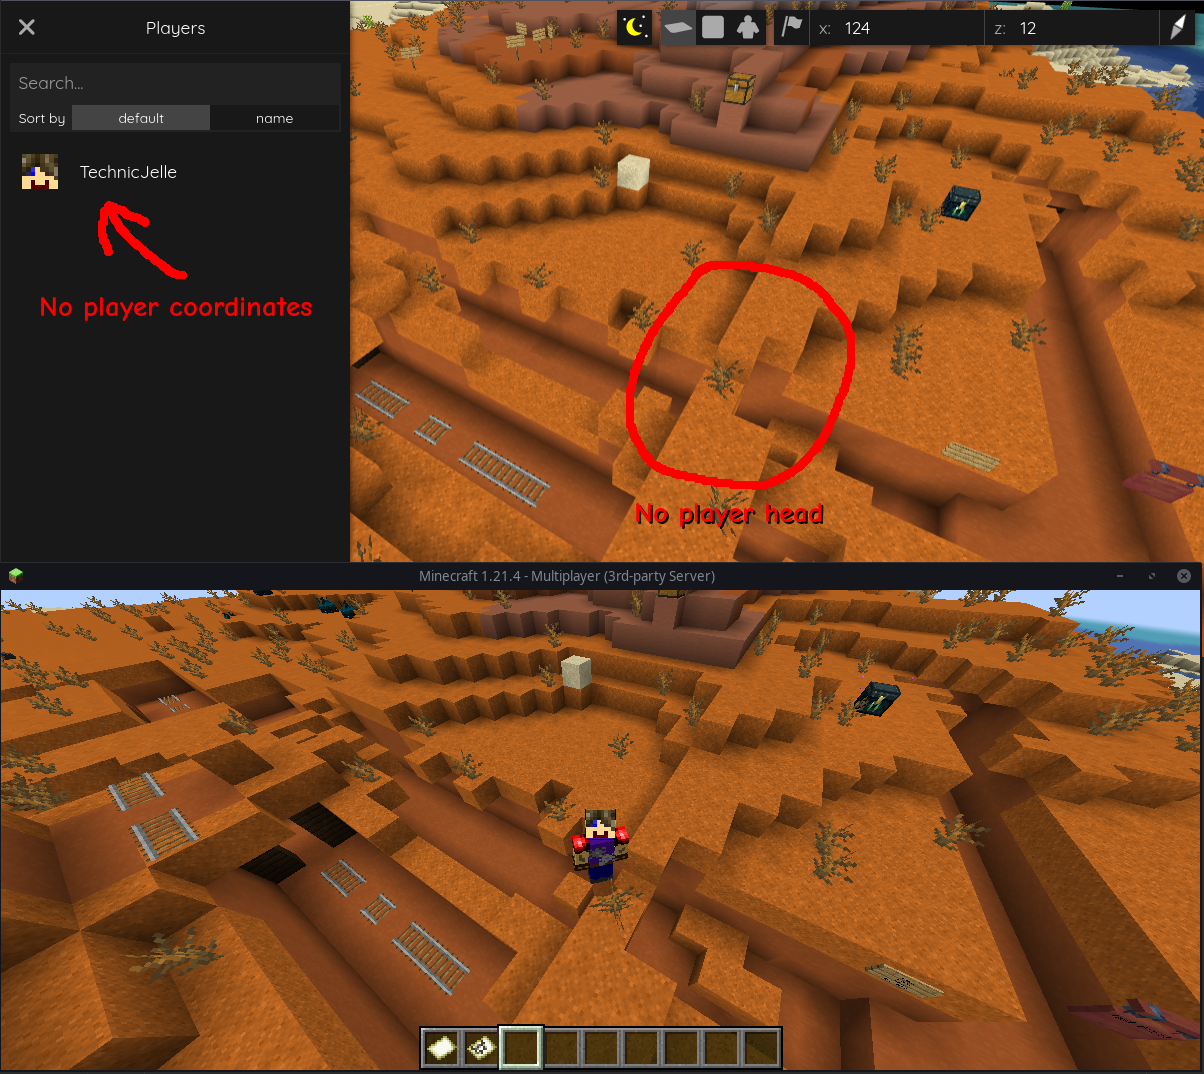 Players
x: 124
z: 12
Search...
Sort by
default
name
TechnicJelle
No player coordinates
No player head
Minecraft 1.21.4 - Multiplayer (3rd-party Server)